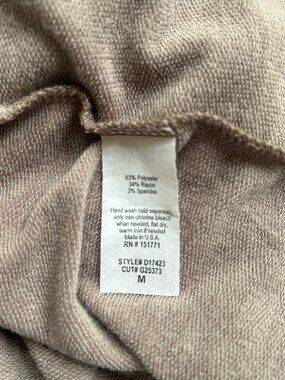 63% Polyester
34% Rayon
3% Spandex
Hand wash cold separately,
only non-chlorine bleach
when needed, flat dry,
warm iron if needed
Made in U.S.A.
RN # 151771
STYLE# D17423
CUT# G25373
M